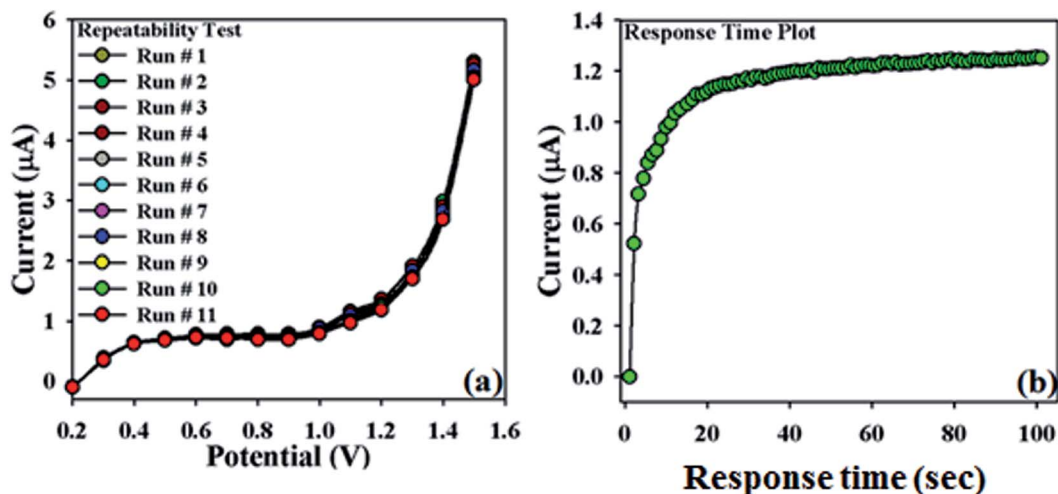 Repeatability Test
Run # 1
Run # 2
Run # 3
Run # 4
Run # 5
Run # 6
Run # 7
Run # 8
Run # 9
Run # 10
Run # 11
Current (µA)
6
5
4
3
2
1
0
0.2 0.4 0.6 0.8 1.0 1.2 1.4 1.6
Potential (V)
(a)
Response Time Plot
Current (µA)
1.4
1.2
1.0
0.8
0.6
0.4
0.2
0.0
0 20 40 60 80 100
Response time (sec)
(b)